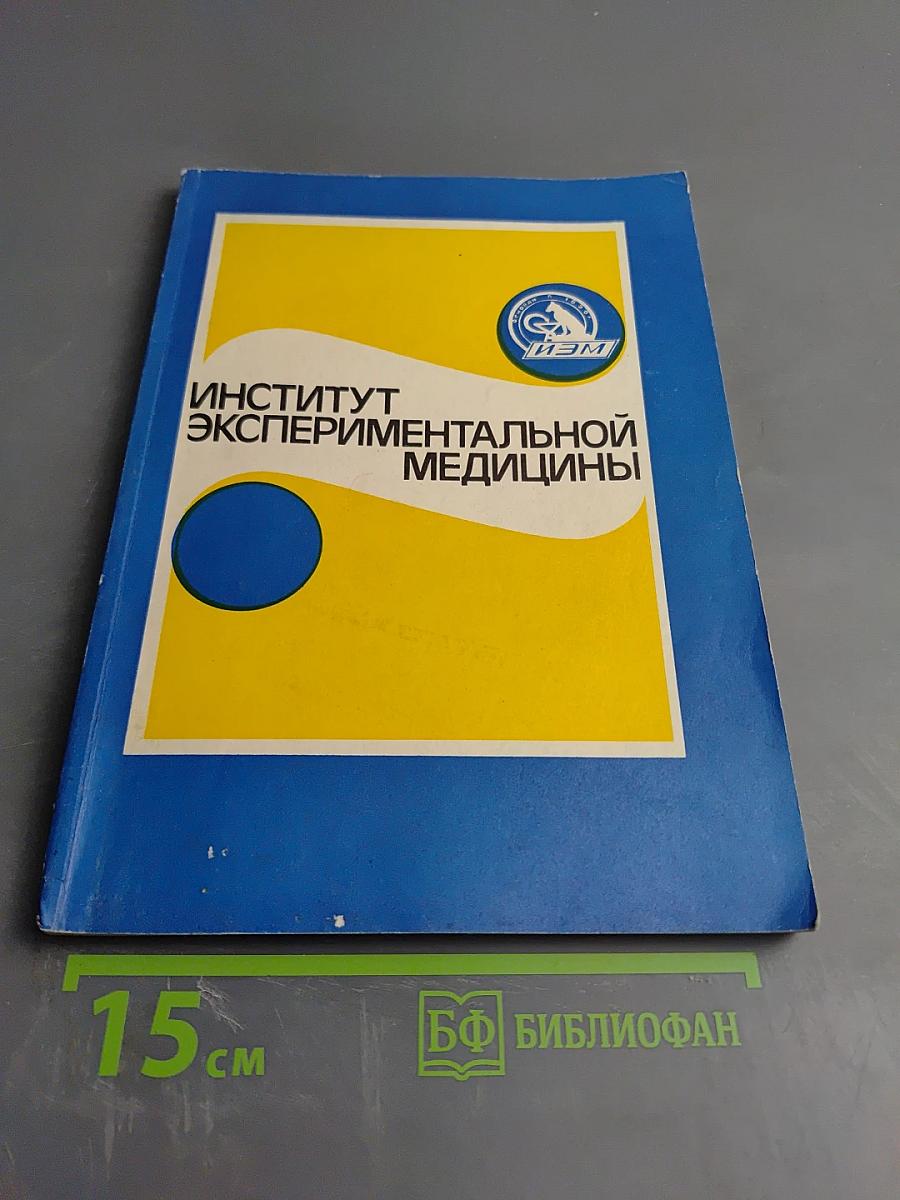 ИЭМ
ИНСТИТУТ
ЭКСПЕРИМЕНТАЛЬНОЙ
МЕДИЦИНЫ
15 см
БФ БИБЛИОФАН